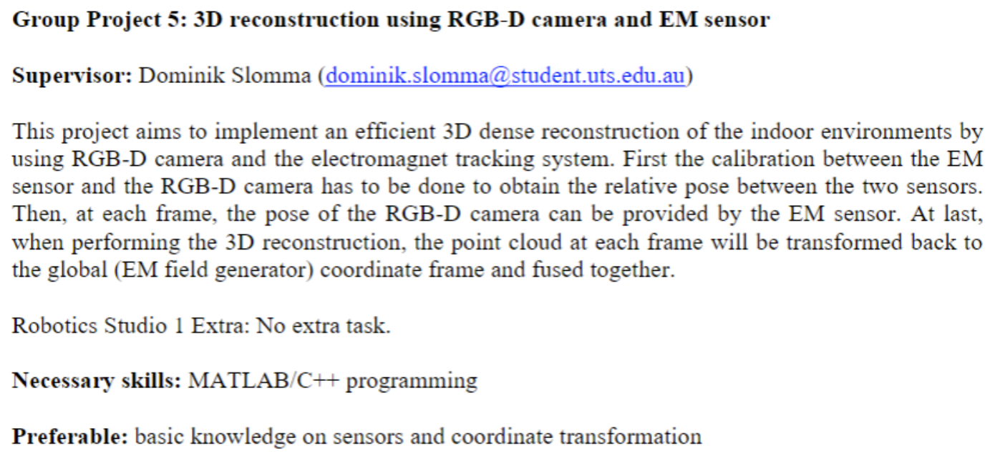 Group Project 5: 3D reconstruction using RGB-D camera and EM sensor
Supervisor: Dominik Slomma (dominik.slomma@student.uts.edu.au)
This project aims to implement an efficient 3D dense reconstruction of the indoor environments by
using RGB-D camera and the electromagnet tracking system. First the calibration between the EM
sensor and the RGB-D camera has to be done to obtain the relative pose between the two sensors.
Then, at each frame, the pose of the RGB-D camera can be provided by the EM sensor. At last,
when performing the 3D reconstruction, the point cloud at each frame will be transformed back to
the global (EM field generator) coordinate frame and fused together.
Robotics Studio 1 Extra: No extra task.
Necessary skills: MATLAB/C++ programming
Preferable: basic knowledge on sensors and coordinate transformation